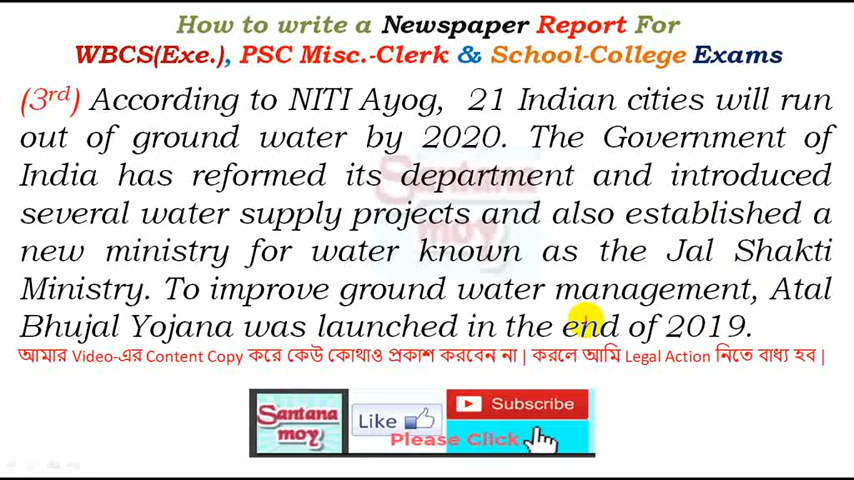 How to write a Newspaper Report For
WBCS(Exe.), PSC Misc.-Clerk & School-College Exams
(3rd) According to NITI Ayog, 21 Indian cities will run
out of ground water by 2020. The Government of
India has reformed its department and introduced
several water supply projects and also established a
new ministry for water known as the Jal Shakti
Ministry. To improve ground water management, Atal
Bhujal Yojana was launched in the end of 2019.
আমার Video-এর Content Copy করে কেউ কোথাও প্রকাশ করবেন না | করলে আমি Legal Action নিতে বাধ্য হব |
Santana
moy
Santana
moy
Like
Subscribe
Please Click